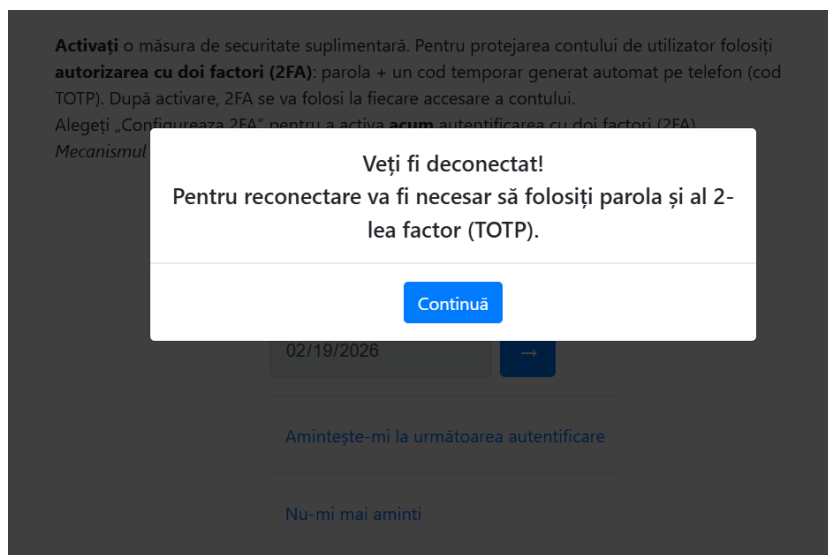 Activați o măsura de securitate suplimentară. Pentru protejarea contului de utilizator folosiți
autorizarea cu doi factori (2FA): parola + un cod temporar generat automat pe telefon (cod
TOTP). După activare, 2FA se va folosi la fiecare accesare a contului.
Alegeți „Configureaza 2FA" pentru a activa acum autentificarea cu doi factori (2FA)
Mecanismul
Veți fi deconectat!
Pentru reconectare va fi necesar să folosiți parola și al 2-
lea factor (TOTP).
Continuă
02/19/2026 →
Amintește-mi la următoarea autentificare
Nu-mi mai aminti